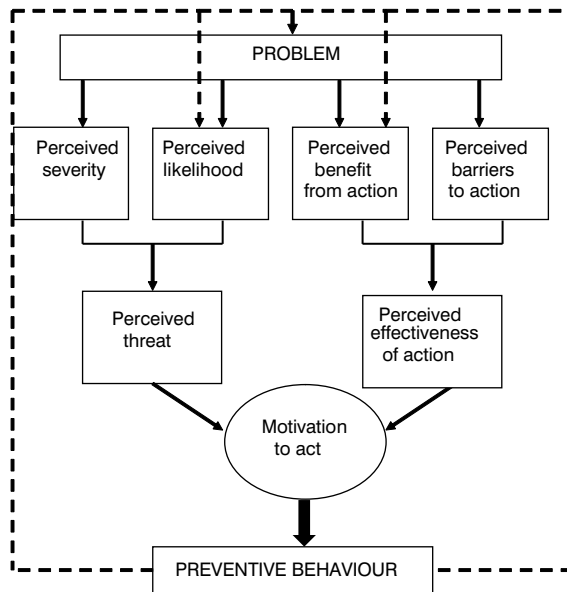 PROBLEM
Perceived
severity
Perceived
likelihood
Perceived
benefit
from action
Perceived
barriers
to action
Perceived
threat
Perceived
effectiveness
of action
Motivation
to act
PREVENTIVE BEHAVIOUR